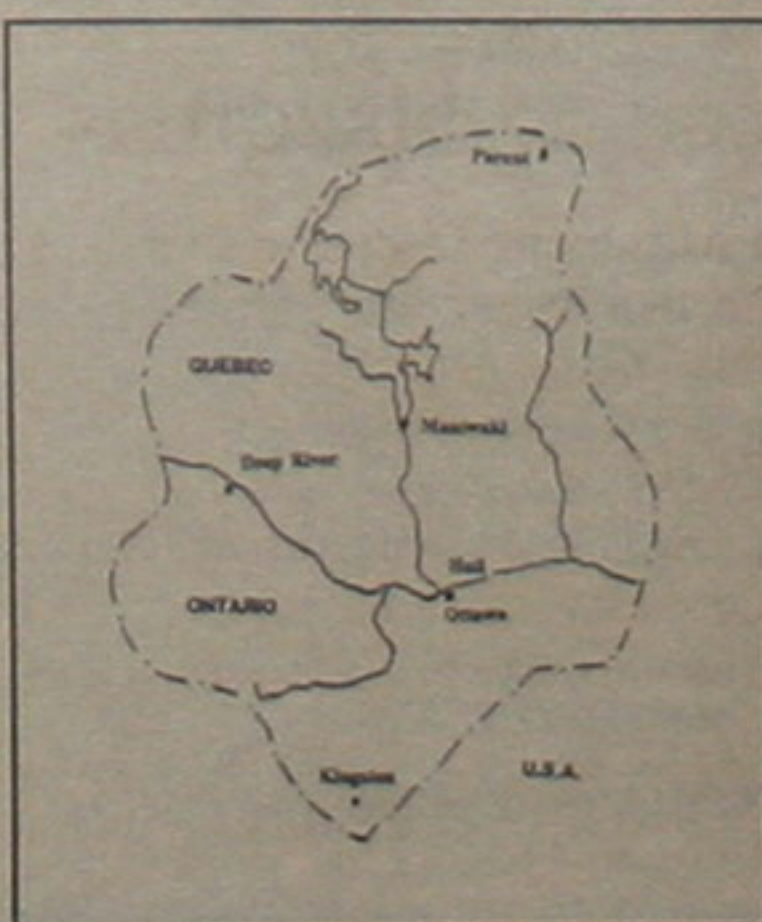 Parent
QUEBEC
Maniwaki
Deep River
Hull
ONTARIO
Ottawa
Kingston
U.S.A.